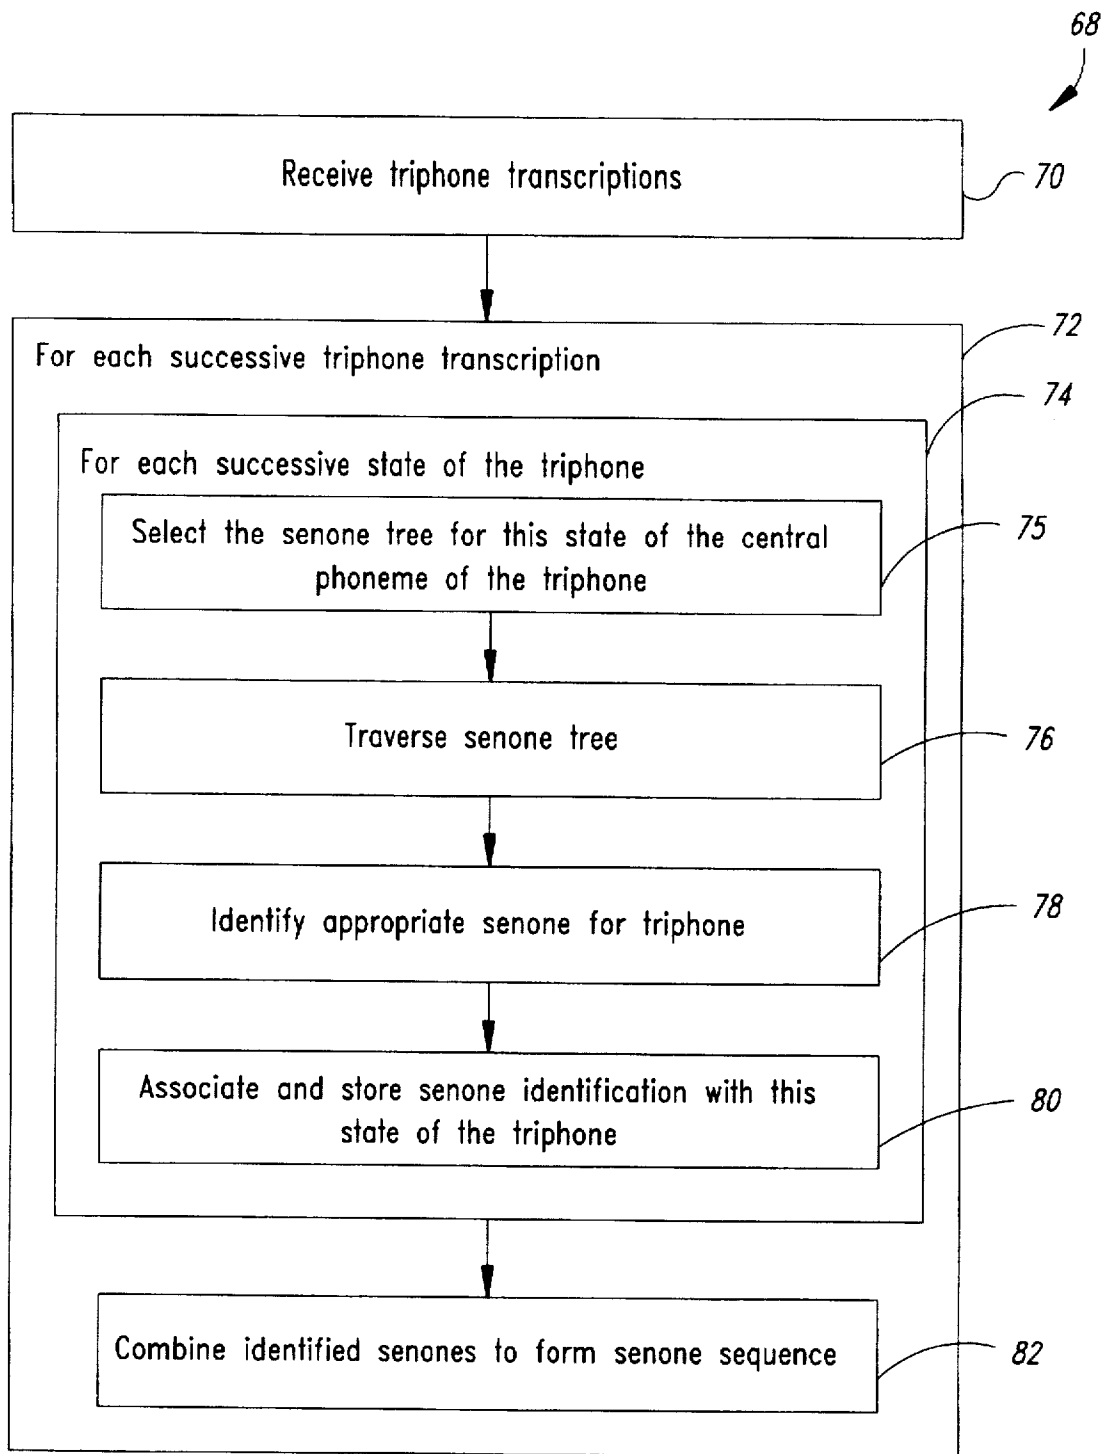 68
Receive triphone transcriptions
70
72
For each successive triphone transcription
74
For each successive state of the triphone
Select the senone tree for this state of the central
phoneme of the triphone
75
Traverse senone tree
76
Identify appropriate senone for triphone
78
Associate and store senone identification with this
state of the triphone
80
Combine identified senones to form senone sequence
82